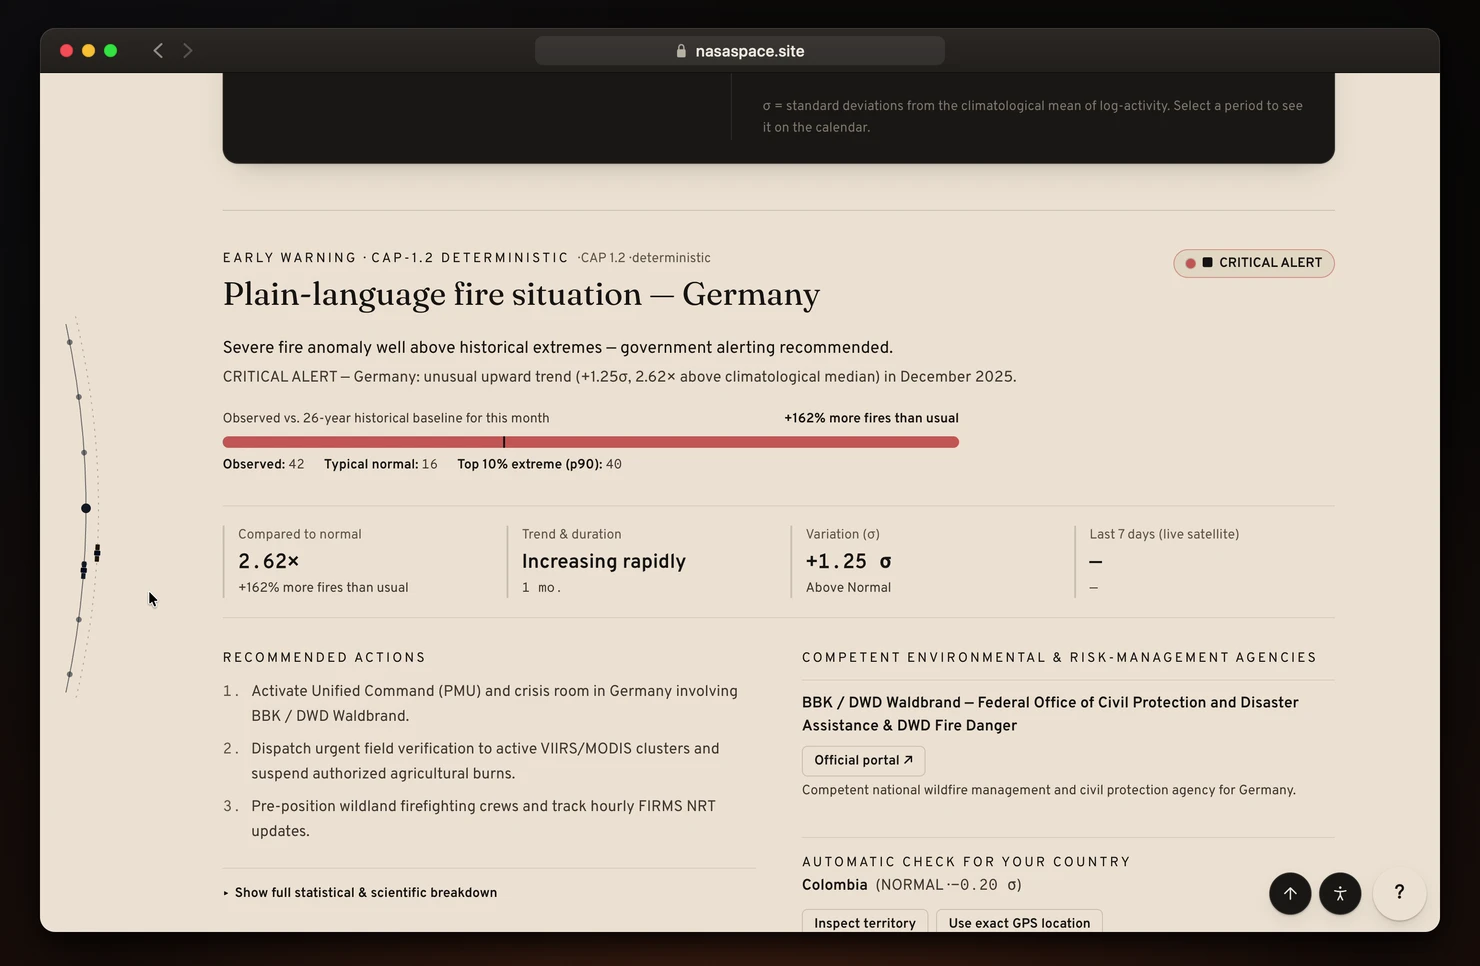 nasaspace.site
σ = standard deviations from the climatological mean of log-activity. Select a period to see
it on the calendar.
EARLY WARNING · CAP-1.2 DETERMINISTIC ·CAP 1.2 ·deterministic
CRITICAL ALERT
Plain-language fire situation — Germany
Severe fire anomaly well above historical extremes — government alerting recommended.
CRITICAL ALERT — Germany: unusual upward trend (+1.25σ, 2.62× above climatological median) in December 2025.
Observed vs. 26-year historical baseline for this month
+162% more fires than usual
Observed: 42 Typical normal: 16 Top 10% extreme (p90): 40
Compared to normal
2.62×
+162% more fires than usual
Trend & duration
Increasing rapidly
1 mo.
Variation (σ)
+1.25 σ
Above Normal
Last 7 days (live satellite)
—
—
RECOMMENDED ACTIONS
1. Activate Unified Command (PMU) and crisis room in Germany involving
BBK / DWD Waldbrand.
2. Dispatch urgent field verification to active VIIRS/MODIS clusters and
suspend authorized agricultural burns.
3. Pre-position wildland firefighting crews and track hourly FIRMS NRT
updates.
▸ Show full statistical & scientific breakdown
COMPETENT ENVIRONMENTAL & RISK-MANAGEMENT AGENCIES
BBK / DWD Waldbrand — Federal Office of Civil Protection and Disaster
Assistance & DWD Fire Danger
Official portal ↗
Competent national wildfire management and civil protection agency for Germany.
AUTOMATIC CHECK FOR YOUR COUNTRY
Colombia (NORMAL·−0.20 σ)
Inspect territory
Use exact GPS location
?